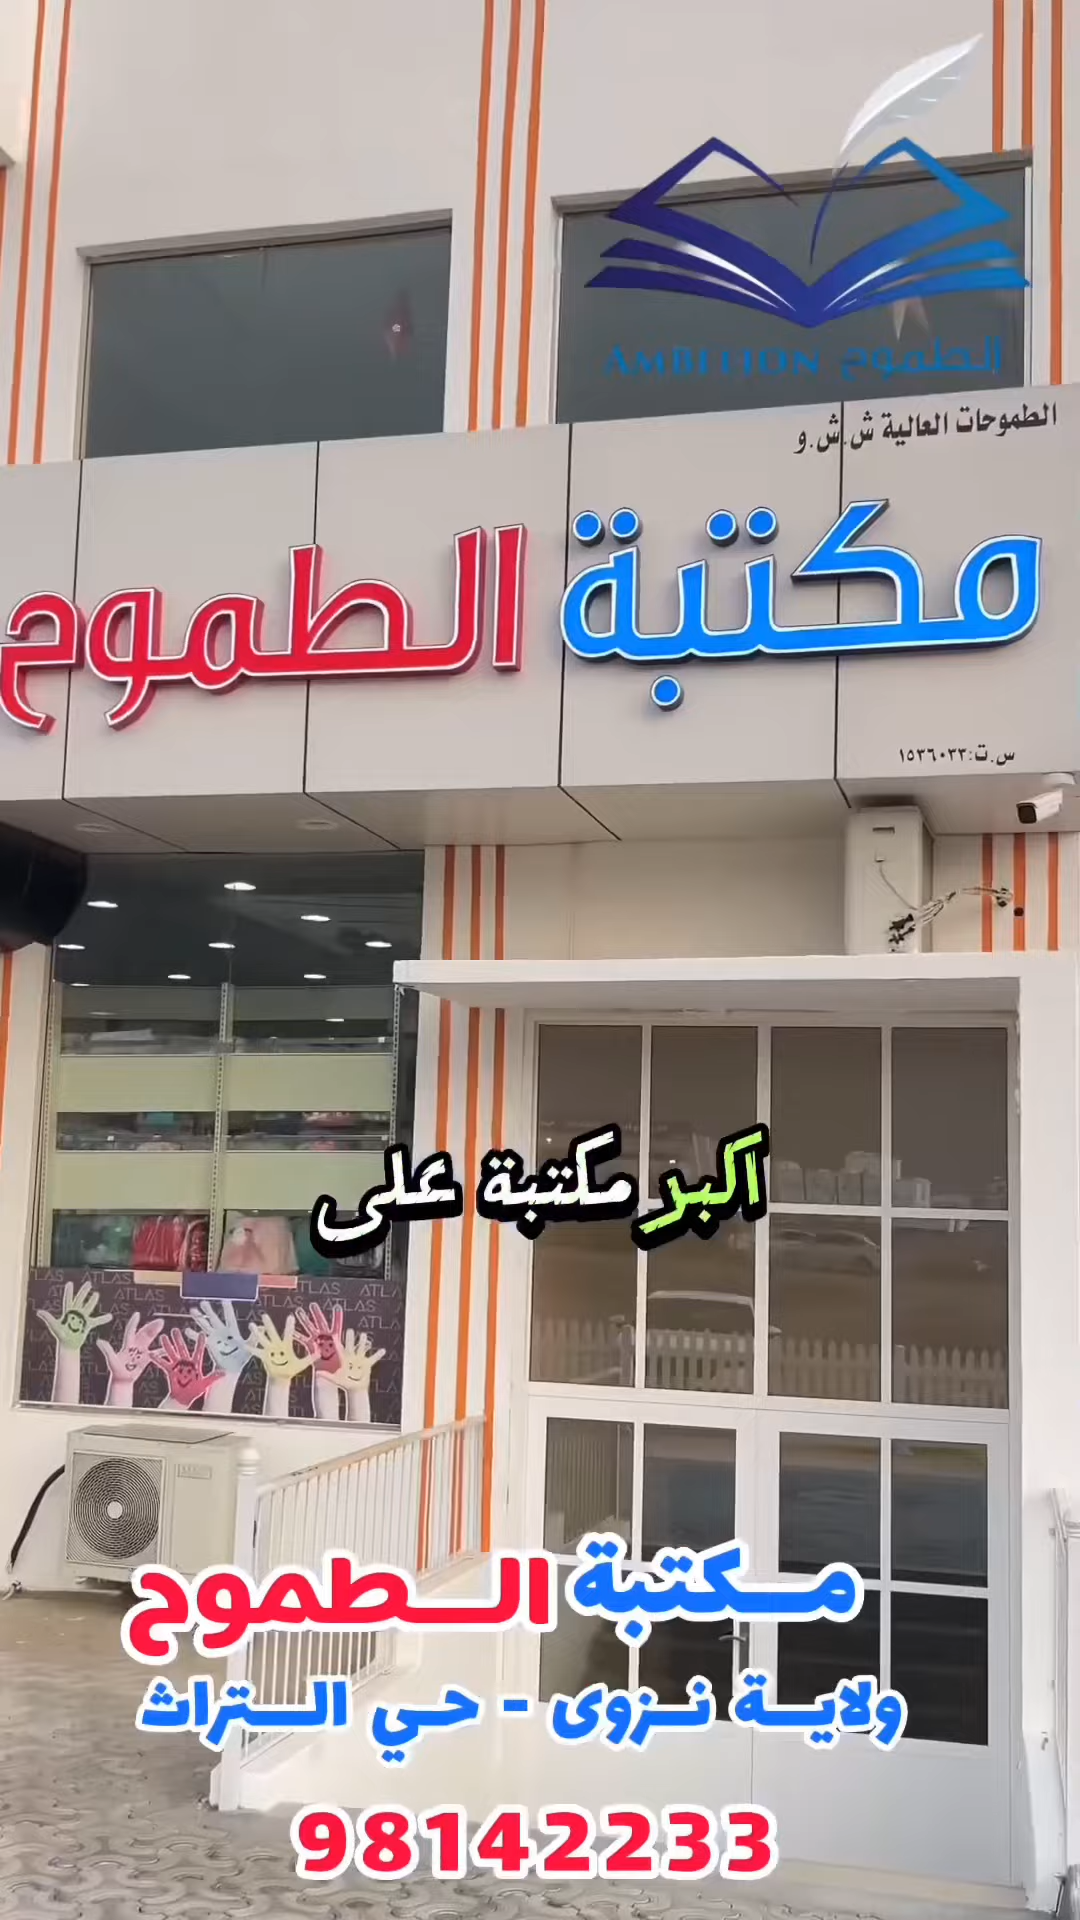 AMBITION الطموح
الطموحات العالية ش.ش.و
مكتبة الطموح
س.ت: ١٥٣٦٠٣٣
اكبر مكتبة على
ATLAS
مكتبة الطموح
ولاية نزوى - حي التراث
98142233